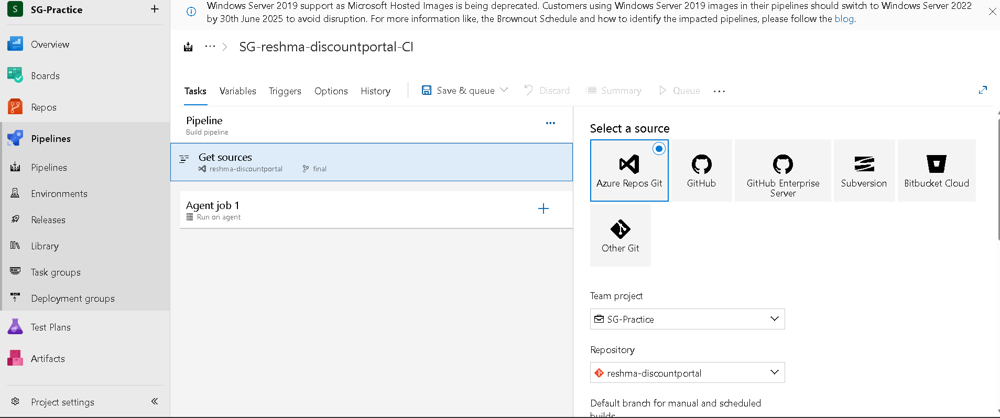 S SG-Practice +
Windows Server 2019 support as Microsoft Hosted Images is being deprecated. Customers using Windows Server 2019 images in their pipelines should switch to Windows Server 2022
by 30th June 2025 to avoid disruption. For more information like, the Brownout Schedule and how to identify the impacted pipelines, please follow the blog.
Overview
Boards
Repos
Pipelines
Pipelines
Environments
Releases
Library
Task groups
Deployment groups
Test Plans
Artifacts
Project settings
... > SG-reshma-discountportal-CI
Tasks Variables Triggers Options History Save & queue Discard Summary Queue ...
Pipeline
Build pipeline
Get sources
reshma-discountportal final
Agent job 1
Run on agent
Select a source
Azure Repos Git
GitHub
GitHub Enterprise
Server
Subversion
Bitbucket Cloud
Other Git
Team project
SG-Practice
Repository
reshma-discountportal
Default branch for manual and scheduled
builds